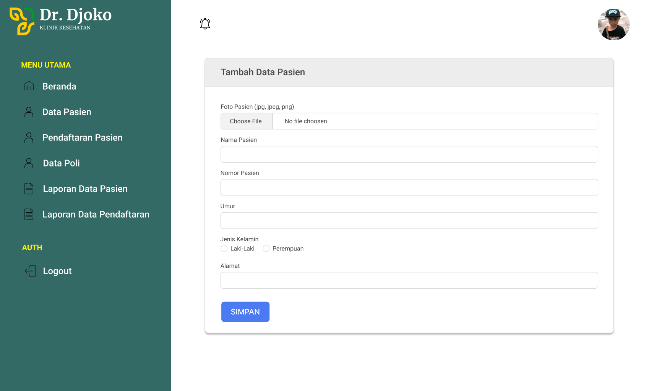 Dr. Djoko
KLINIK KESEHATAN
MENU UTAMA
Beranda
Data Pasien
Pendaftaran Pasien
Data Poli
Laporan Data Pasien
Laporan Data Pendaftaran
AUTH
Logout
Tambah Data Pasien
Foto Pasien (jpg, jpeg, png)
Choose File No file choosen
Nama Pasien
Nomor Pasien
Umur
Jenis Kelamin
Laki-Laki Perempuan
Alamat
SIMPAN